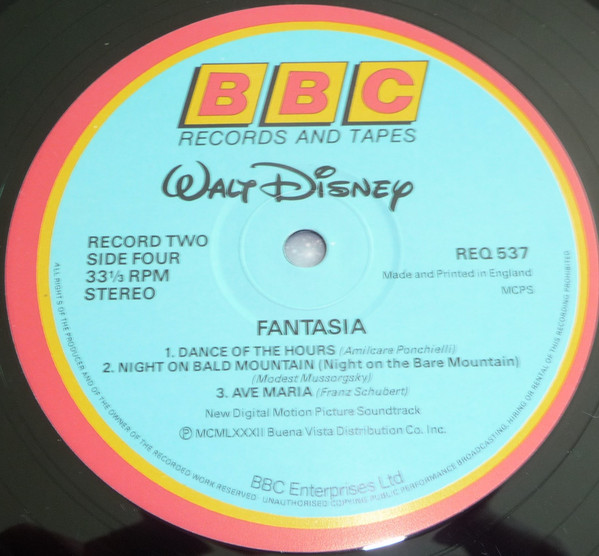 BBC
RECORDS AND TAPES
WALT DISNEY
RECORD TWO
SIDE FOUR
33⅓ RPM
STEREO
REQ 537
Made and Printed in England
MCPS
FANTASIA
1. DANCE OF THE HOURS (Amilcare Ponchielli)
2. NIGHT ON BALD MOUNTAIN (Night on the Bare Mountain)
(Modest Mussorgsky)
3. AVE MARIA (Franz Schubert)
New Digital Motion Picture Soundtrack
Ⓟ MCMLXXXII Buena Vista Distribution Co. Inc.
BBC Enterprises Ltd
ALL RIGHTS OF THE PRODUCER AND OF THE OWNER OF THE RECORDED WORK RESERVED · UNAUTHORISED COPYING PUBLIC PERFORMANCE BROADCASTING, HIRING OR RENTAL OF THIS RECORD PROHIBITED